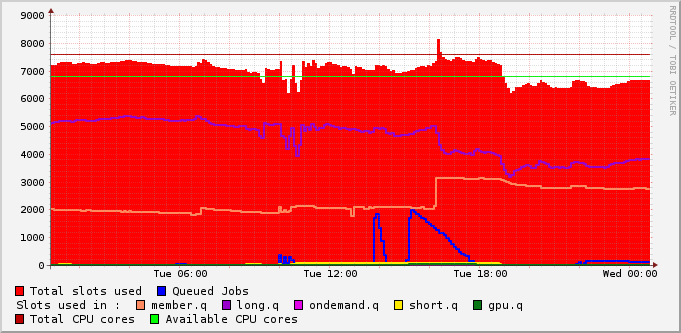 9000
8000
7000
6000
5000
4000
3000
2000
1000
0
Tue 06:00 Tue 12:00 Tue 18:00 Wed 00:00
RRDTOOL / TOBI OETIKER
Total slots used Queued Jobs
Slots used in : member.q long.q ondemand.q short.q gpu.q
Total CPU cores Available CPU cores